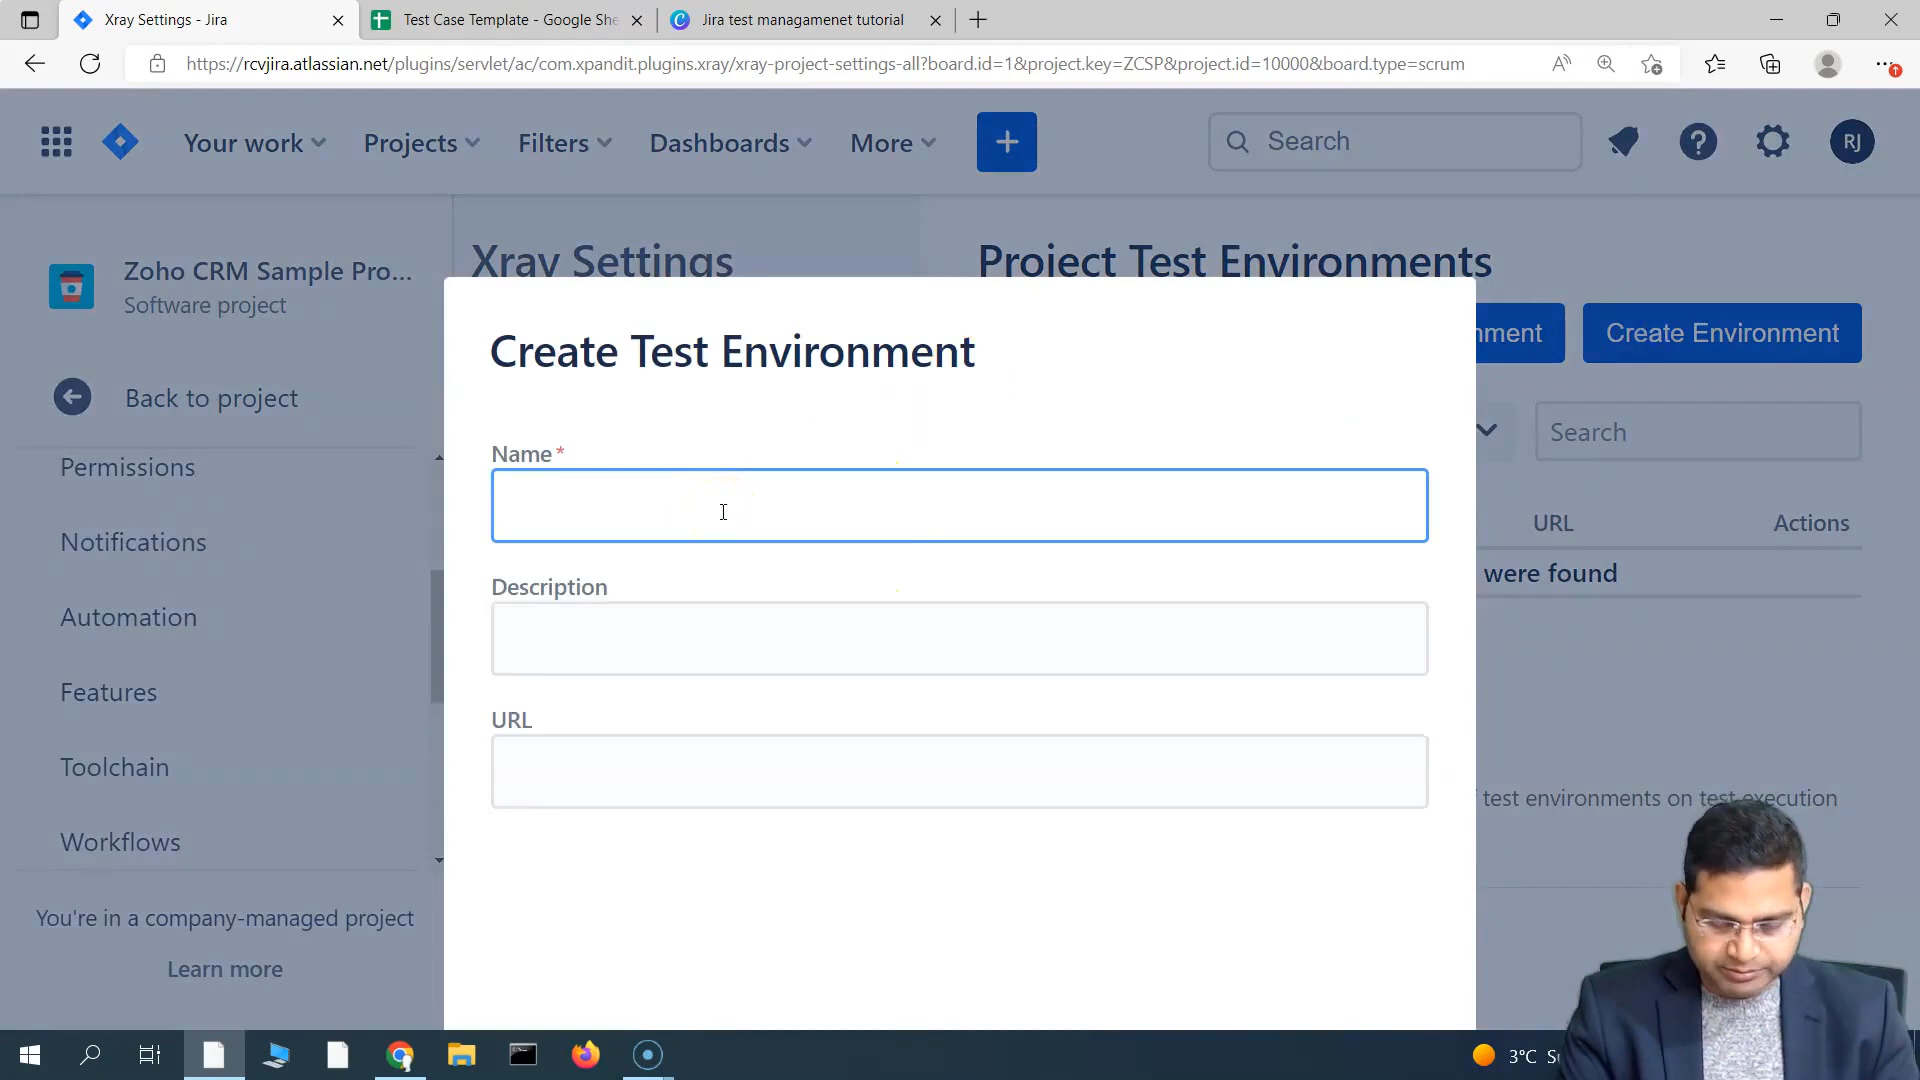 Xray Settings - Jira
Test Case Template - Google She
Jira test managamenet tutorial
https://rcvjira.atlassian.net/plugins/servlet/ac/com.xpandit.plugins.xray/xray-project-settings-all?board.id=1&project.key=ZCSP&project.id=10000&board.type=scrum
Your work
Projects
Filters
Dashboards
More
Search
RJ
Zoho CRM Sample Pro...
Software project
Back to project
Permissions
Notifications
Automation
Features
Toolchain
Workflows
You're in a company-managed project
Learn more
Xray Settings
Project Test Environments
nment
Create Environment
Search
URL
Actions
were found
test environments on test execution
Create Test Environment
Name *
Description
URL
3°C